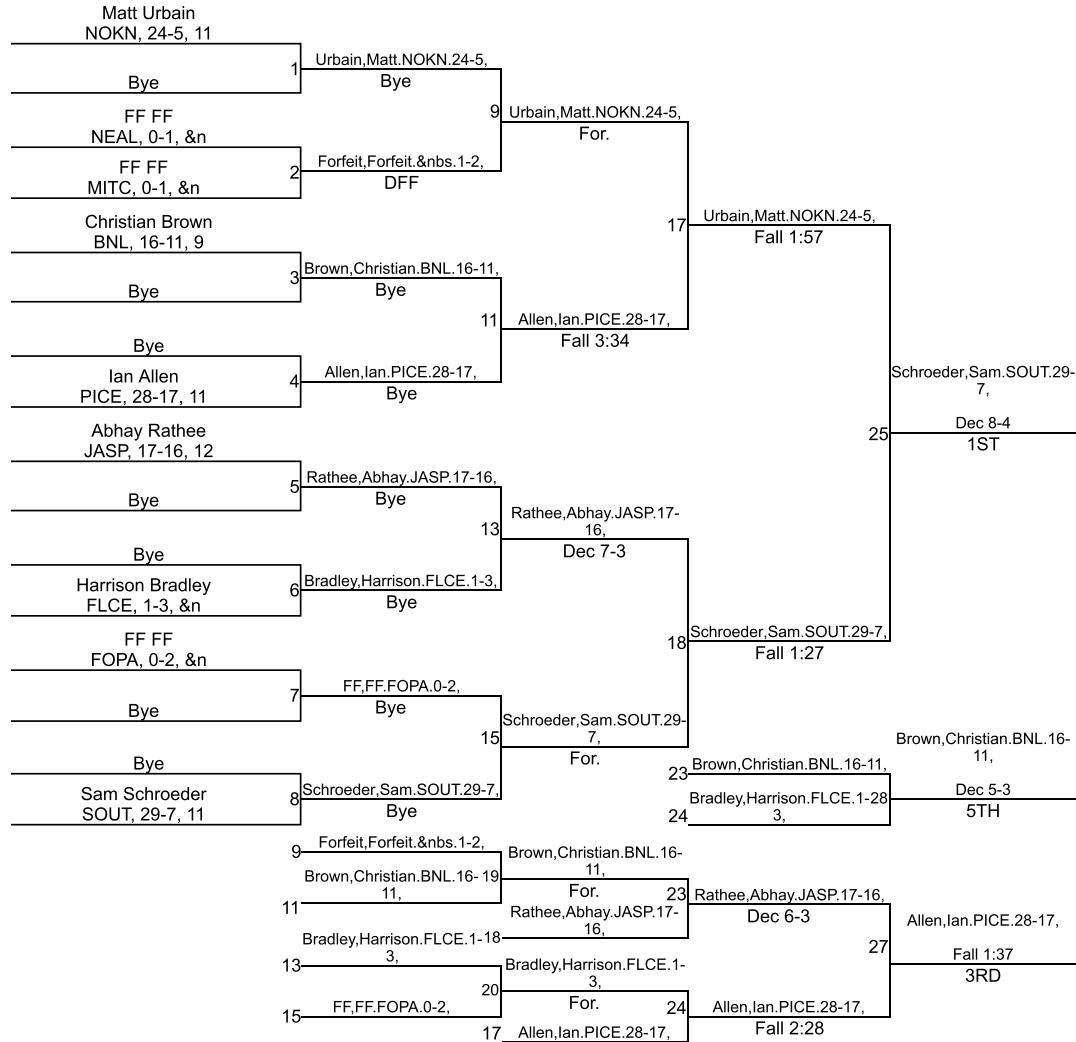 Matt Urbain
NOKN, 24-5, 11
Bye
1
Urbain,Matt.NOKN.24-5,
Bye
FF FF
NEAL, 0-1, &n
FF FF
MITC, 0-1, &n
2
Forfeit,Forfeit.&nbs.1-2,
DFF
9
Urbain,Matt.NOKN.24-5,
For.
Christian Brown
BNL, 16-11, 9
Bye
3
Brown,Christian.BNL.16-11,
Bye
Bye
Ian Allen
PICE, 28-17, 11
4
Allen,Ian.PICE.28-17,
Bye
11
Allen,Ian.PICE.28-17,
Fall 3:34
17
Urbain,Matt.NOKN.24-5,
Fall 1:57
Abhay Rathee
JASP, 17-16, 12
Bye
5
Rathee,Abhay.JASP.17-16,
Bye
Bye
Harrison Bradley
FLCE, 1-3, &n
6
Bradley,Harrison.FLCE.1-3,
Bye
13
Rathee,Abhay.JASP.17-
16,
Dec 7-3
FF FF
FOPA, 0-2, &n
Bye
7
FF,FF.FOPA.0-2,
Bye
Bye
Sam Schroeder
SOUT, 29-7, 11
8
Schroeder,Sam.SOUT.29-7,
Bye
15
Schroeder,Sam.SOUT.29-
7,
For.
18
Schroeder,Sam.SOUT.29-7,
Fall 1:27
25
Schroeder,Sam.SOUT.29-
7,
Dec 8-4
1ST
23
Brown,Christian.BNL.16-11,
24
Bradley,Harrison.FLCE.1-28
3,
Brown,Christian.BNL.16-
11,
Dec 5-3
5TH
9
Forfeit,Forfeit.&nbs.1-2,
11
Brown,Christian.BNL.16-19
11,
Brown,Christian.BNL.16-
11,
For.
18
Rathee,Abhay.JASP.17-
16,
23
Rathee,Abhay.JASP.17-16,
Dec 6-3
13
Bradley,Harrison.FLCE.1-
3,
15
FF,FF.FOPA.0-2,
20
Bradley,Harrison.FLCE.1-
3,
For.
17
Allen,Ian.PICE.28-17,
24
Allen,Ian.PICE.28-17,
Fall 2:28
27
Allen,Ian.PICE.28-17,
Fall 1:37
3RD